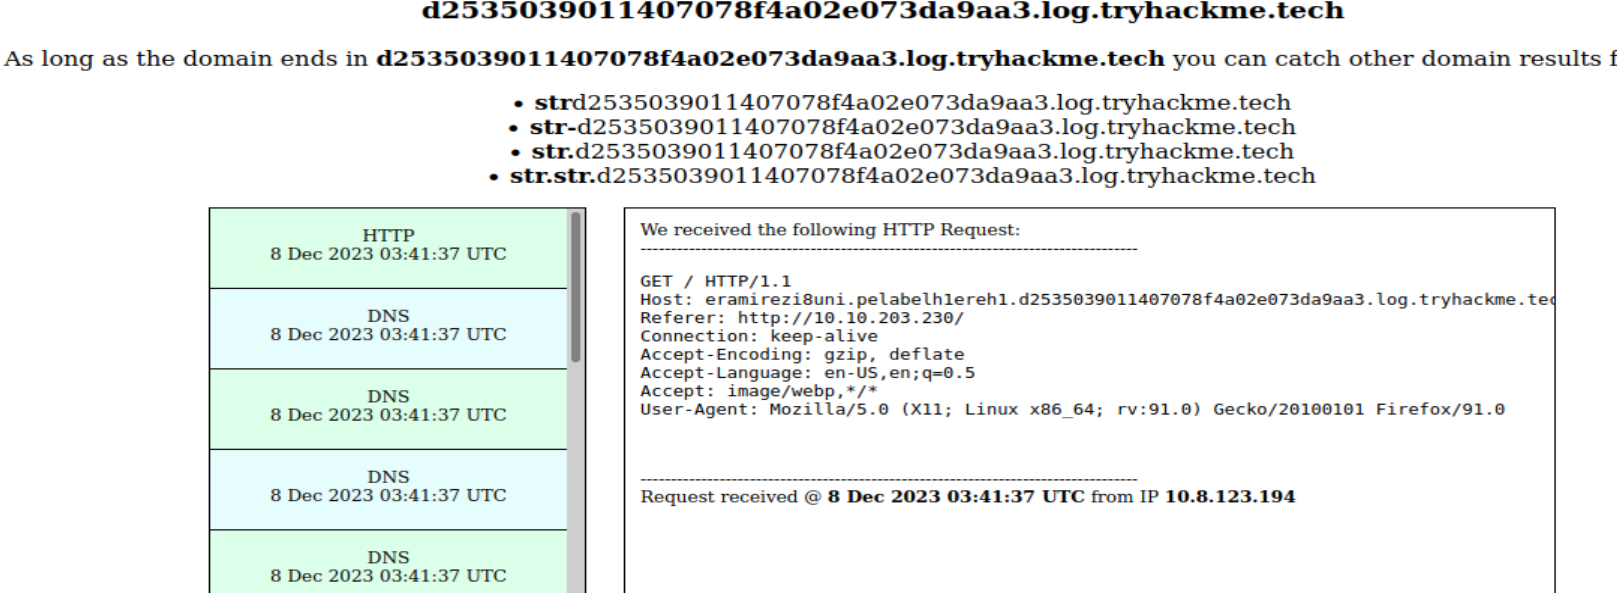 d2535039011407078f4a02e073da9aa3.log.tryhackme.tech
As long as the domain ends in d2535039011407078f4a02e073da9aa3.log.tryhackme.tech you can catch other domain results f
• strd2535039011407078f4a02e073da9aa3.log.tryhackme.tech
• str-d2535039011407078f4a02e073da9aa3.log.tryhackme.tech
• str.d2535039011407078f4a02e073da9aa3.log.tryhackme.tech
• str.str.d2535039011407078f4a02e073da9aa3.log.tryhackme.tech
HTTP
8 Dec 2023 03:41:37 UTC
DNS
8 Dec 2023 03:41:37 UTC
DNS
8 Dec 2023 03:41:37 UTC
DNS
8 Dec 2023 03:41:37 UTC
DNS
8 Dec 2023 03:41:37 UTC
We received the following HTTP Request:
--------------------------------------------------------------------------------
GET / HTTP/1.1
Host: eramirezi8uni.pelabelh1ereh1.d2535039011407078f4a02e073da9aa3.log.tryhackme.tec
Referer: http://10.10.203.230/
Connection: keep-alive
Accept-Encoding: gzip, deflate
Accept-Language: en-US,en;q=0.5
Accept: image/webp,*/*
User-Agent: Mozilla/5.0 (X11; Linux x86_64; rv:91.0) Gecko/20100101 Firefox/91.0
--------------------------------------------------------------------------------
Request received @ 8 Dec 2023 03:41:37 UTC from IP 10.8.123.194